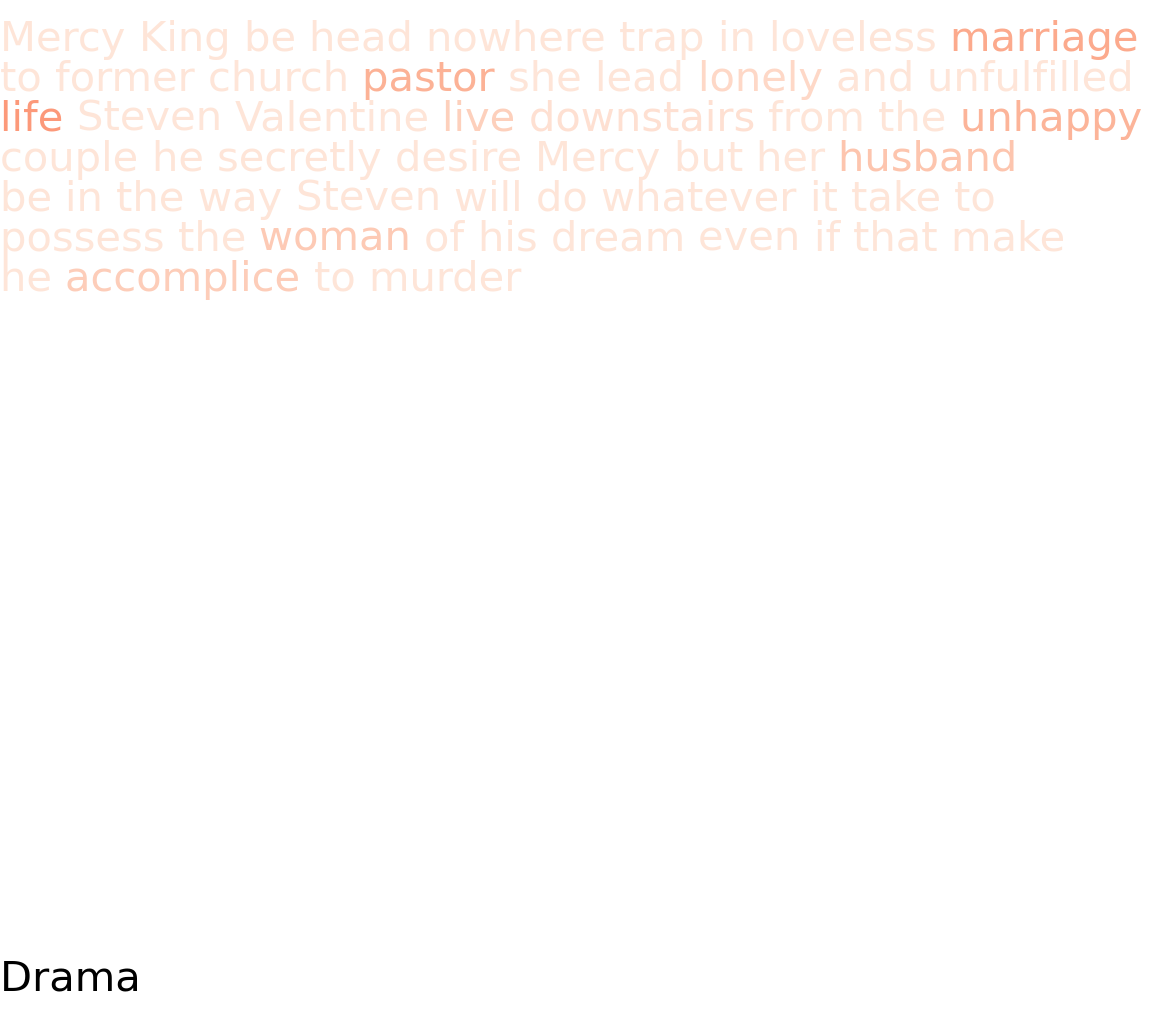 Mercy King be head nowhere trap in loveless marriage
to former church pastor she lead lonely and unfulfilled
life Steven Valentine live downstairs from the unhappy
couple he secretly desire Mercy but her husband
be in the way Steven will do whatever it take to
possess the woman of his dream even if that make
he accomplice to murder
Drama